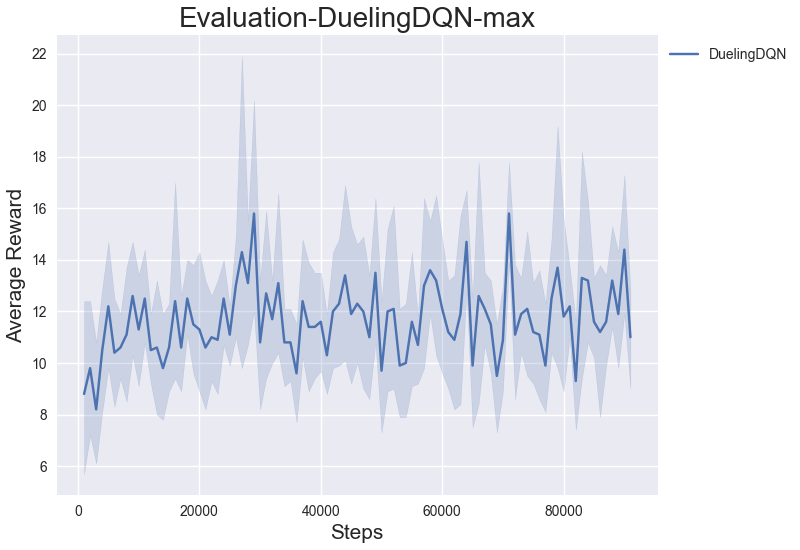 Evaluation-DuelingDQN-max
DuelingDQN
22
20
18
16
14
12
10
8
6
Average Reward
0 20000 40000 60000 80000
Steps